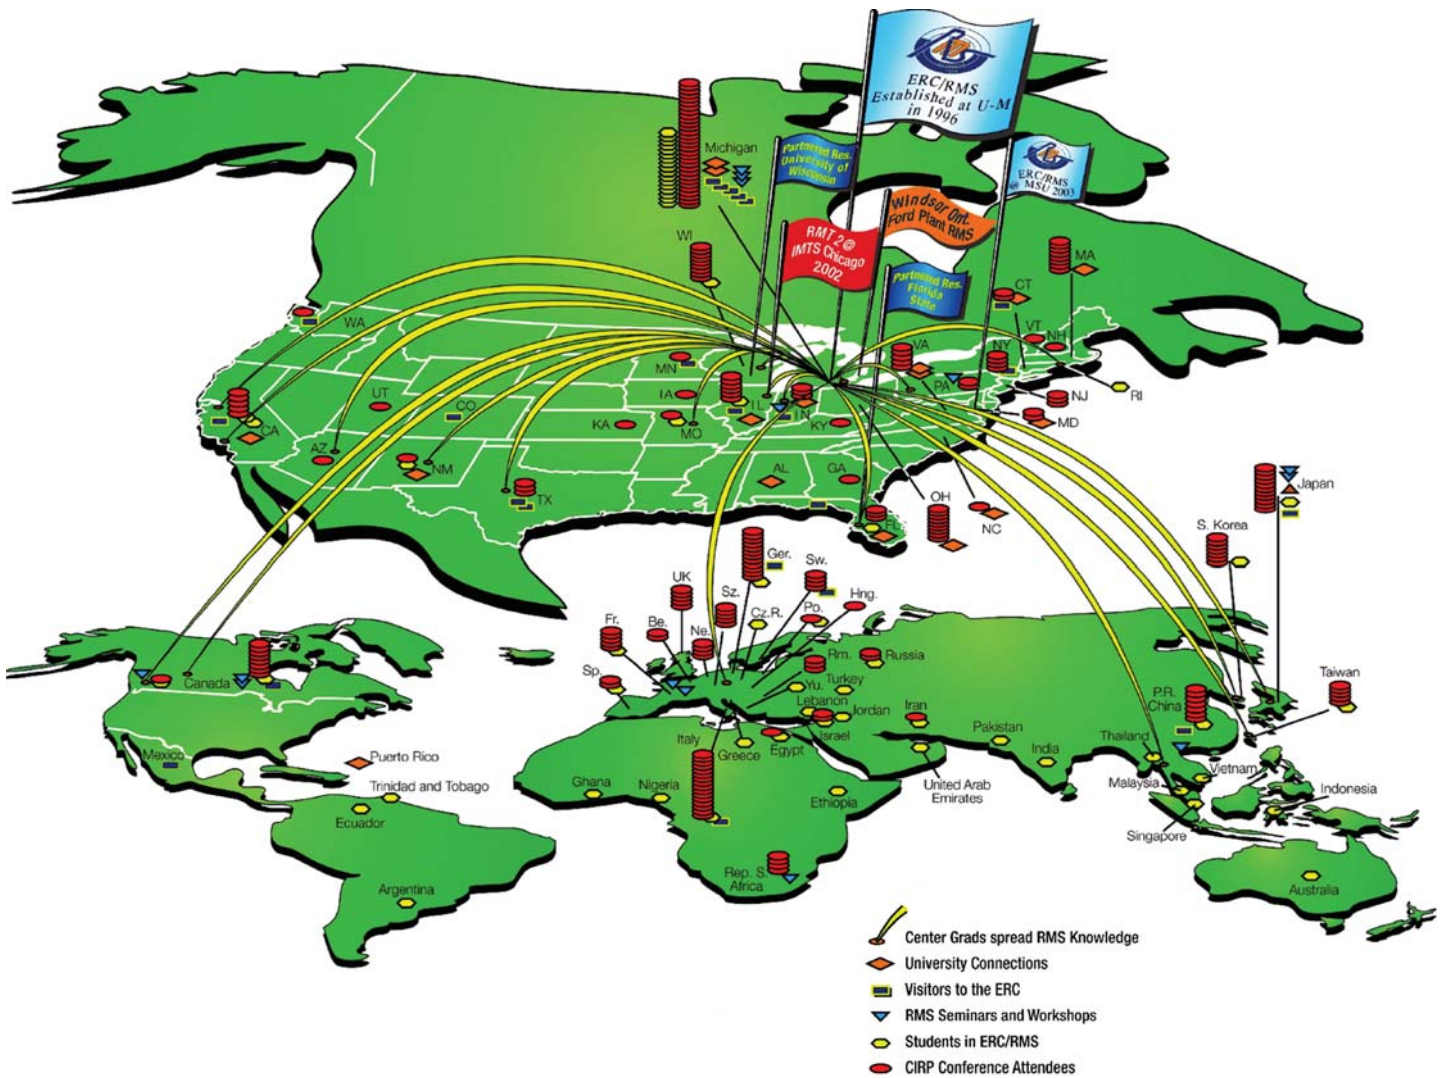 ERC/RMS
Established at U-M
in 1996
Michigan
Partnered Res.
University of
Wisconsin
ERC/RMS
@ MSU 2003
Windsor Ont.
Ford Plant RMS
RMT 2@
IMTS Chicago
2002
Partnered Res.
Florida
State
WI
MA
CT
WA
VT
NH
VA
NY
MN
PA
UT
CO
IA
IL
IN
NJ
RI
CA
KA
MO
KY
MD
AZ
NM
AL
GA
TX
OH
FL
NC
Japan
S. Korea
Ger.
Sw.
UK
Sz.
Cz.R.
Po.
Hng.
Fr.
Be.
Ne.
Rm.
Russia
Sp.
Yu.
Turkey
Taiwan
Canada
Lebanon
Jordan
Iran
P.R.
China
Israel
Pakistan
Thailand
India
Mexico
Puerto Rico
Italy
Greece
Egypt
Trinidad and Tobago
Ghana
Nigeria
Ethiopia
United Arab
Emirates
Malaysia
Vietnam
Indonesia
Ecuador
Singapore
Rep. S.
Africa
Argentina
Australia
Center Grads spread RMS Knowledge
University Connections
Visitors to the ERC
RMS Seminars and Workshops
Students in ERC/RMS
CIRP Conference Attendees